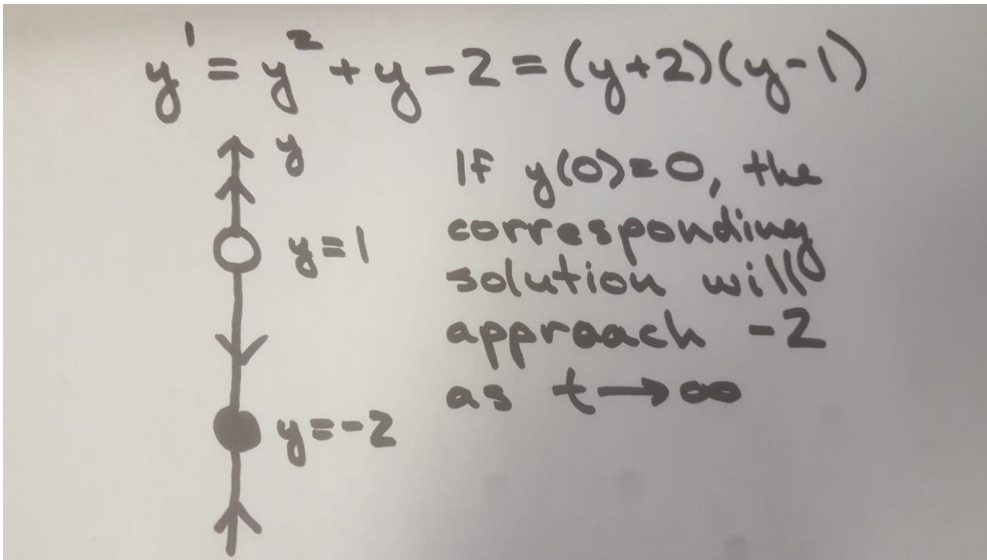 y' = y² + y - 2 = (y+2)(y-1)
y
If y(0)=0, the
y=1
corresponding
solution will
approach -2
as t→∞
y=-2